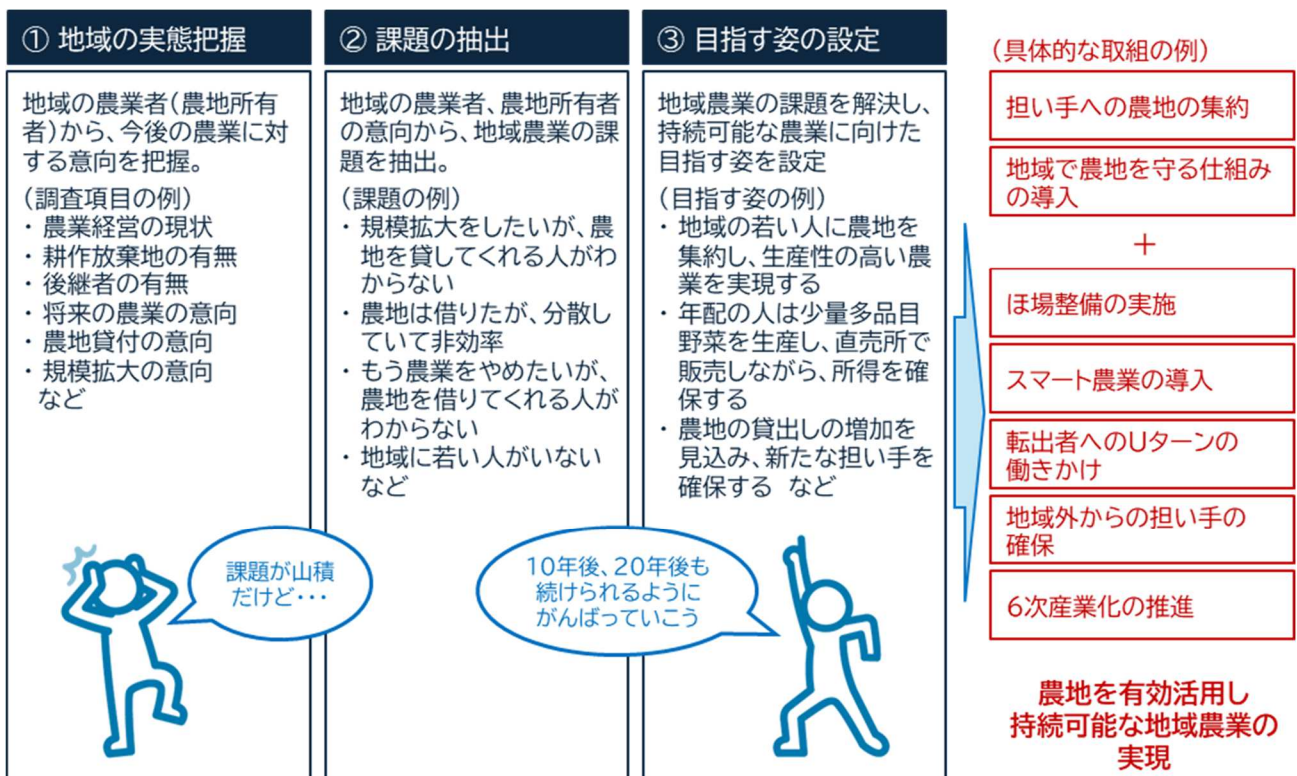 ① 地域の実態把握
地域の農業者(農地所有
者)から、今後の農業に対
する意向を把握。
(調査項目の例)
・ 農業経営の現状
・ 耕作放棄地の有無
・ 後継者の有無
・ 将来の農業の意向
・ 農地貸付の意向
・ 規模拡大の意向
など
課題が山積
だけど・・・
② 課題の抽出
地域の農業者、農地所有者
の意向から、地域農業の課
題を抽出。
(課題の例)
・ 規模拡大をしたいが、農
地を貸してくれる人がわ
からない
・ 農地は借りたが、分散し
ていて非効率
・ もう農業をやめたいが、
農地を借りてくれる人が
わからない
・ 地域に若い人がいない
など
③ 目指す姿の設定
地域農業の課題を解決し、
持続可能な農業に向けた
目指す姿を設定
(目指す姿の例)
・ 地域の若い人に農地を
集約し、生産性の高い農
業を実現する
・ 年配の人は少量多品目
野菜を生産し、直売所で
販売しながら、所得を確
保する
・ 農地の貸出しの増加を
見込み、新たな担い手を
確保する など
10年後、20年後も
続けられるように
がんばっていこう
(具体的な取組の例)
担い手への農地の集約
地域で農地を守る仕組み
の導入
+
ほ場整備の実施
スマート農業の導入
転出者へのUターンの
働きかけ
地域外からの担い手の
確保
6次産業化の推進
農地を有効活用し
持続可能な地域農業の
実現